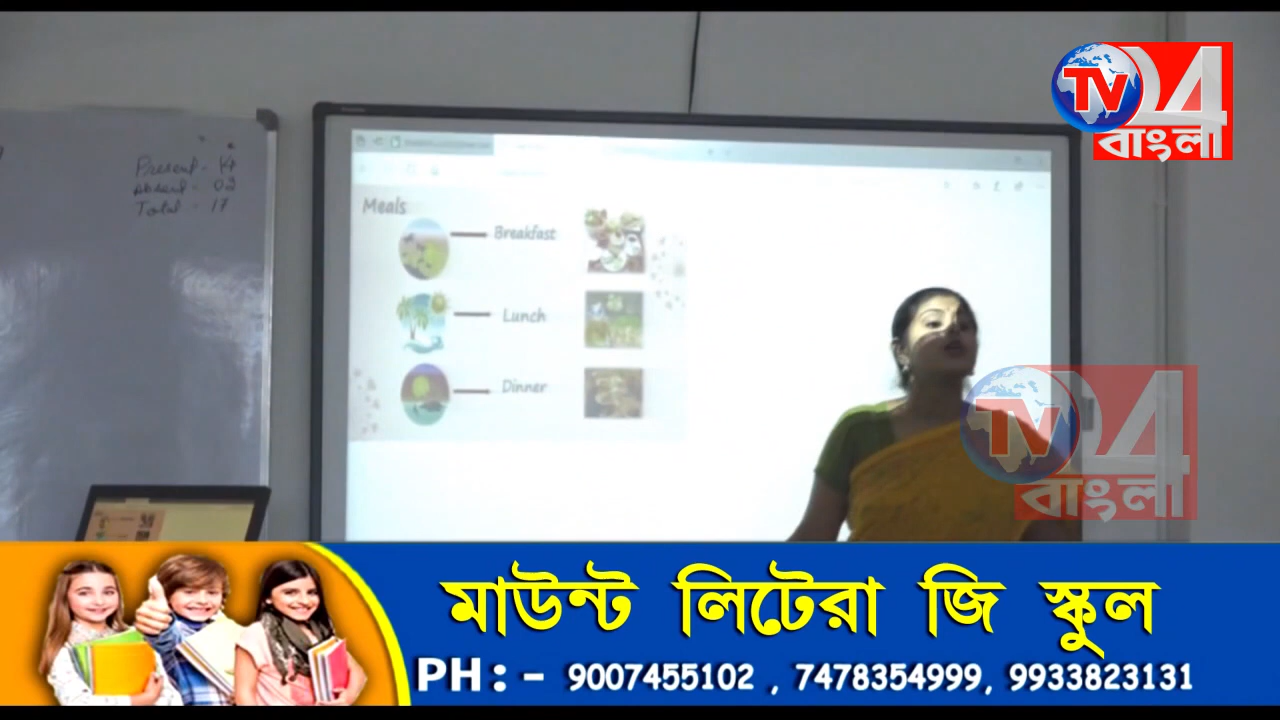 TV 24
বাংলা
Present - 14
Absent - 03
Total - 17
Meals
Breakfast
Lunch
Dinner
TV 24
বাংলা
মাউন্ট লিটেরা জি স্কুল
PH:- 9007455102 , 7478354999, 9933823131